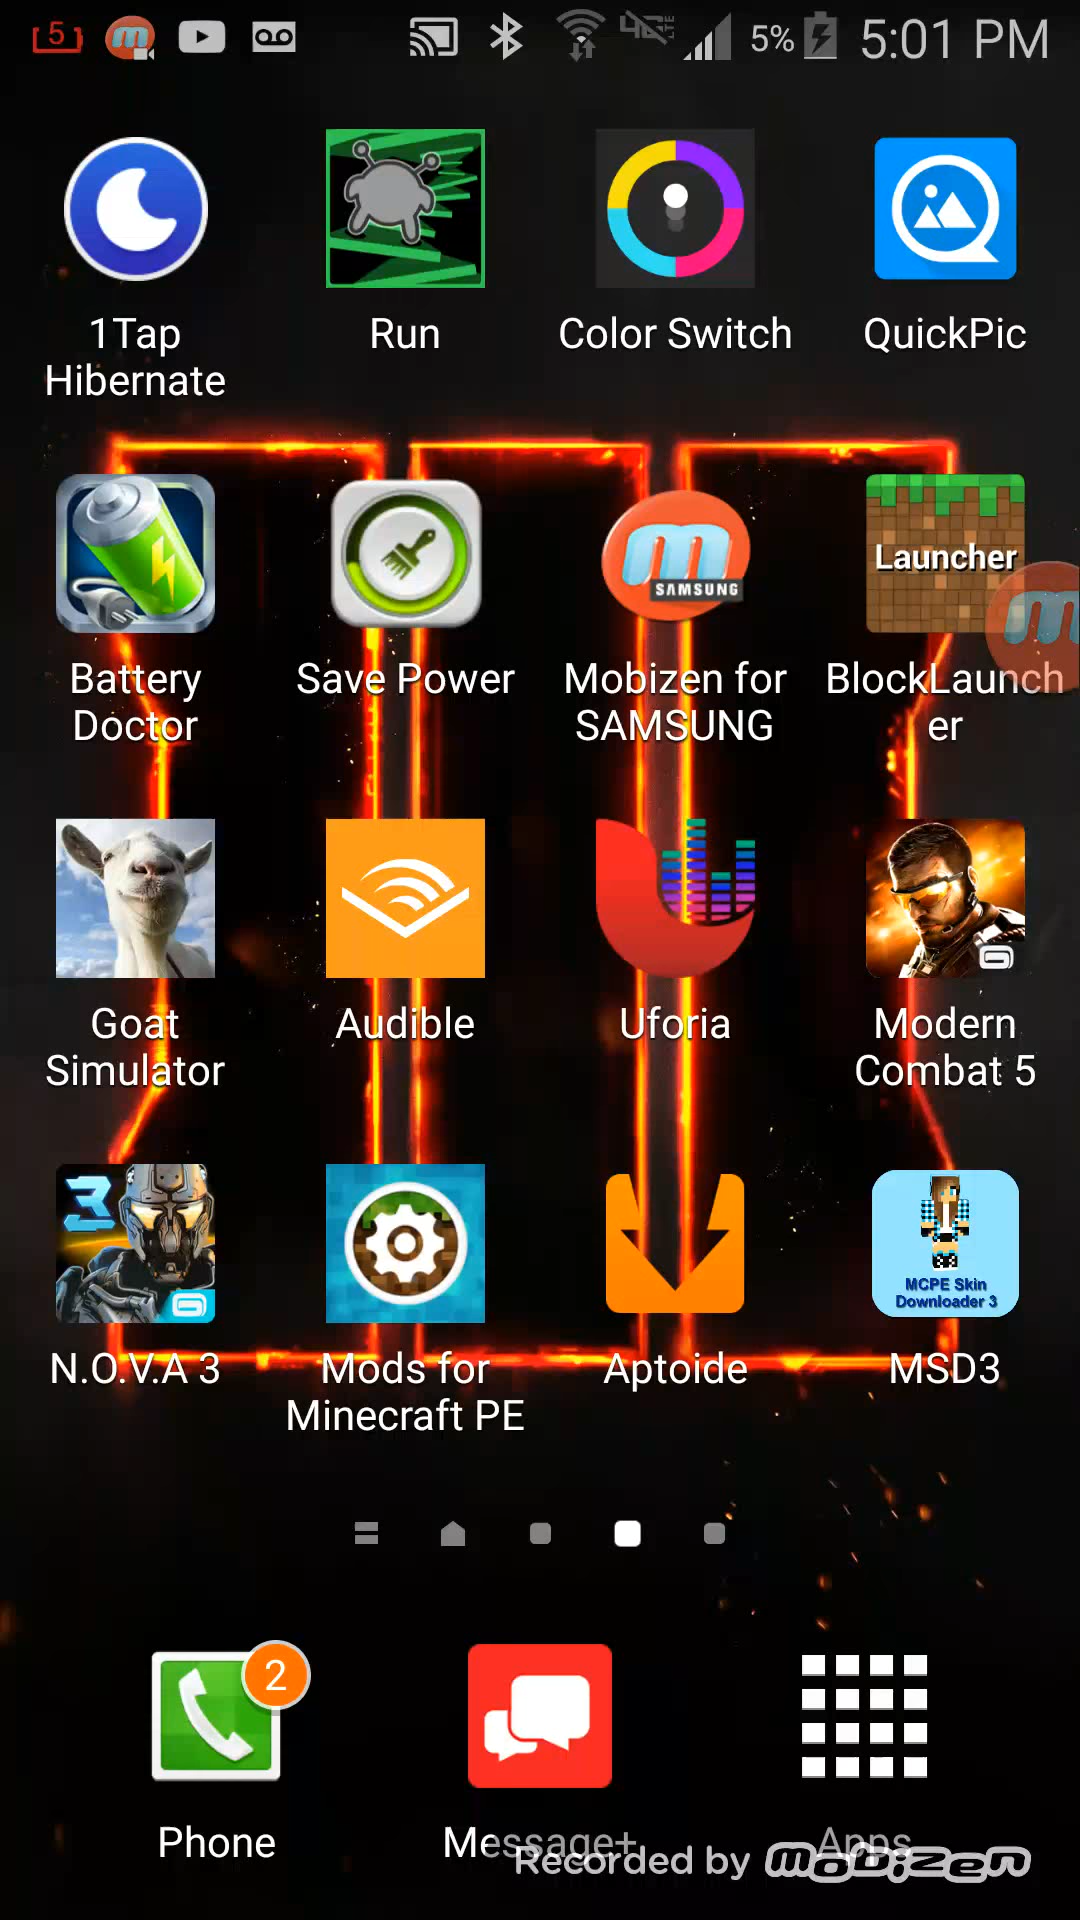 5 5% 5:01 PM
1Tap Hibernate
Run
Color Switch
QuickPic
SAMSUNG
Launcher
Battery
Doctor
Save Power
Mobizen for
SAMSUNG
BlockLaunch
er
Goat
Simulator
Audible
Uforia
Modern
Combat 5
3
MCPE Skin
Downloader 3
N.O.V.A 3
Mods for
Minecraft PE
Aptoide
MSD3
2
Phone
Message+
Apps
Recorded by mobizen